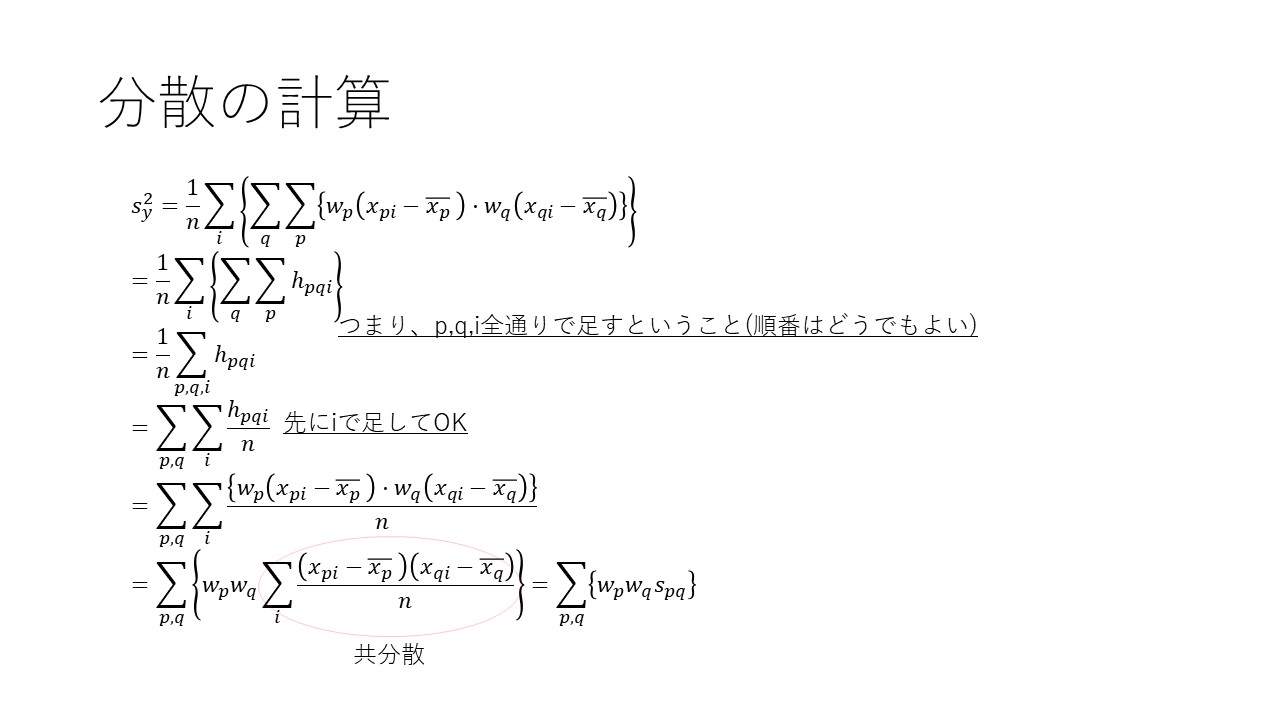 分散の計算
$s_y^2 = \frac{1}{n}\sum_i \left\{ \sum_q \sum_p \{ w_p (x_{pi} - \overline{x_p}) \cdot w_q (x_{qi} - \overline{x_q}) \} \right\}$
$= \frac{1}{n}\sum_i \left\{ \sum_q \sum_p h_{pqi} \right\}$
つまり、p,q,i全通りで足すということ(順番はどうでもよい)
$= \frac{1}{n}\sum_{p,q,i} h_{pqi}$
$= \sum_{p,q} \sum_i \frac{h_{pqi}}{n}$ 先にiで足してOK
$= \sum_{p,q} \sum_i \frac{\{ w_p (x_{pi} - \overline{x_p}) \cdot w_q (x_{qi} - \overline{x_q}) \}}{n}$
$= \sum_{p,q} \left\{ w_p w_q \sum_i \frac{(x_{pi} - \overline{x_p})(x_{qi} - \overline{x_q})}{n} \right\} = \sum_{p,q} \{ w_p w_q s_{pq} \}$
共分散